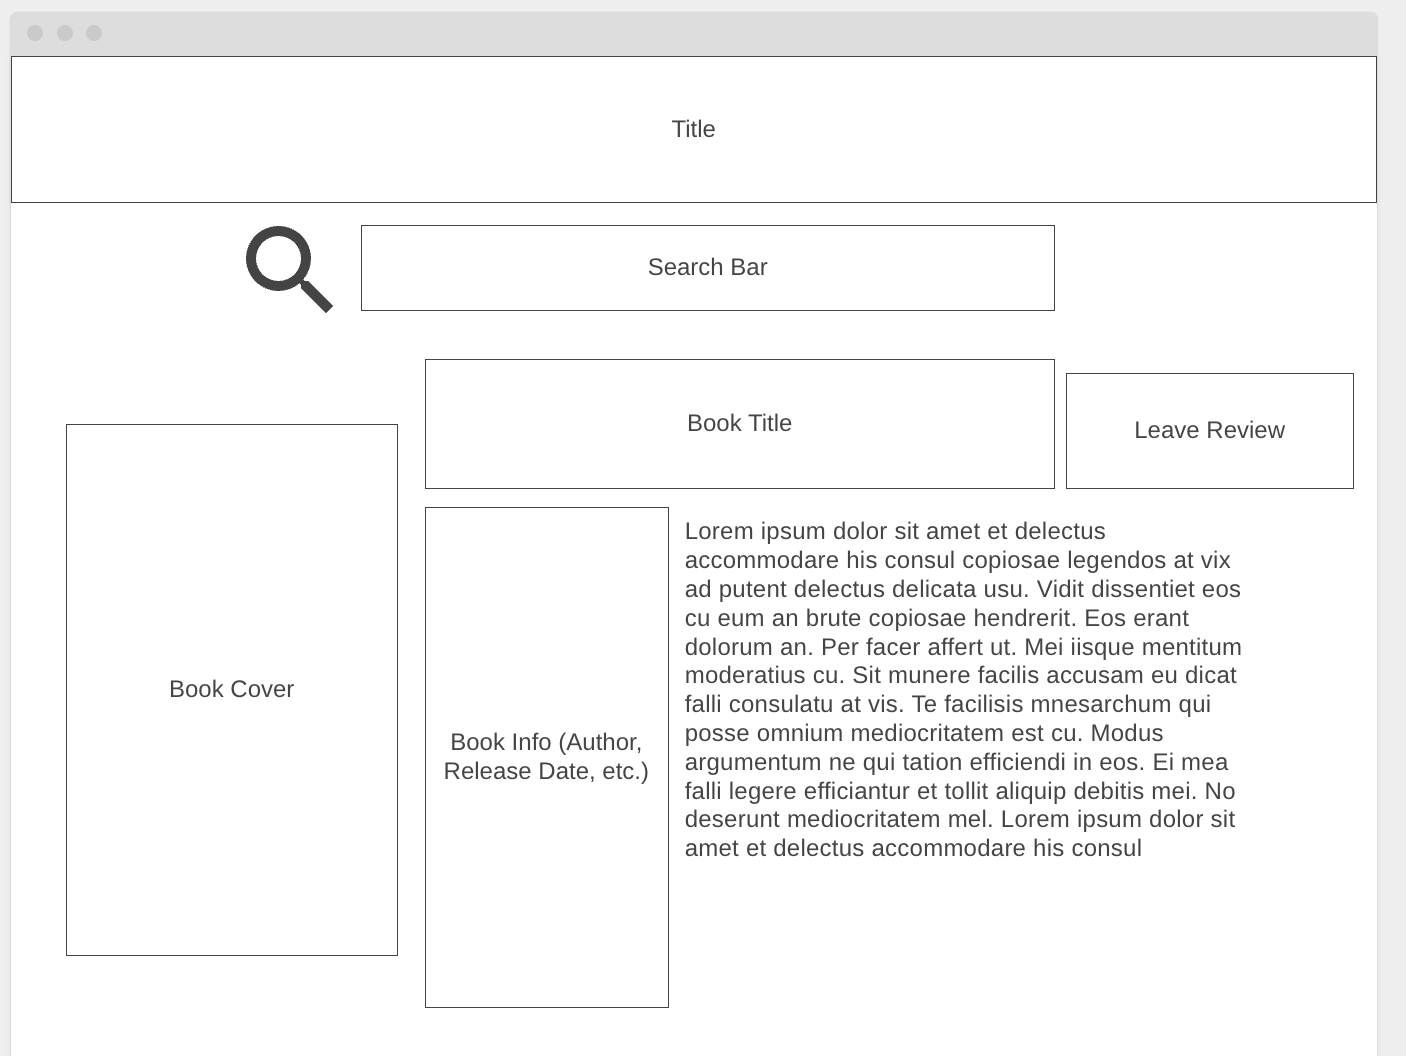 Title
Search Bar
Book Title
Leave Review
Book Cover
Book Info (Author,
Release Date, etc.)
Lorem ipsum dolor sit amet et delectus
accommodare his consul copiosae legendos at vix
ad putent delectus delicata usu. Vidit dissentiet eos
cu eum an brute copiosae hendrerit. Eos erant
dolorum an. Per facer affert ut. Mei iisque mentitum
moderatius cu. Sit munere facilis accusam eu dicat
falli consulatu at vis. Te facilisis mnesarchum qui
posse omnium mediocritatem est cu. Modus
argumentum ne qui tation efficiendi in eos. Ei mea
falli legere efficiantur et tollit aliquip debitis mei. No
deserunt mediocritatem mel. Lorem ipsum dolor sit
amet et delectus accommodare his consul